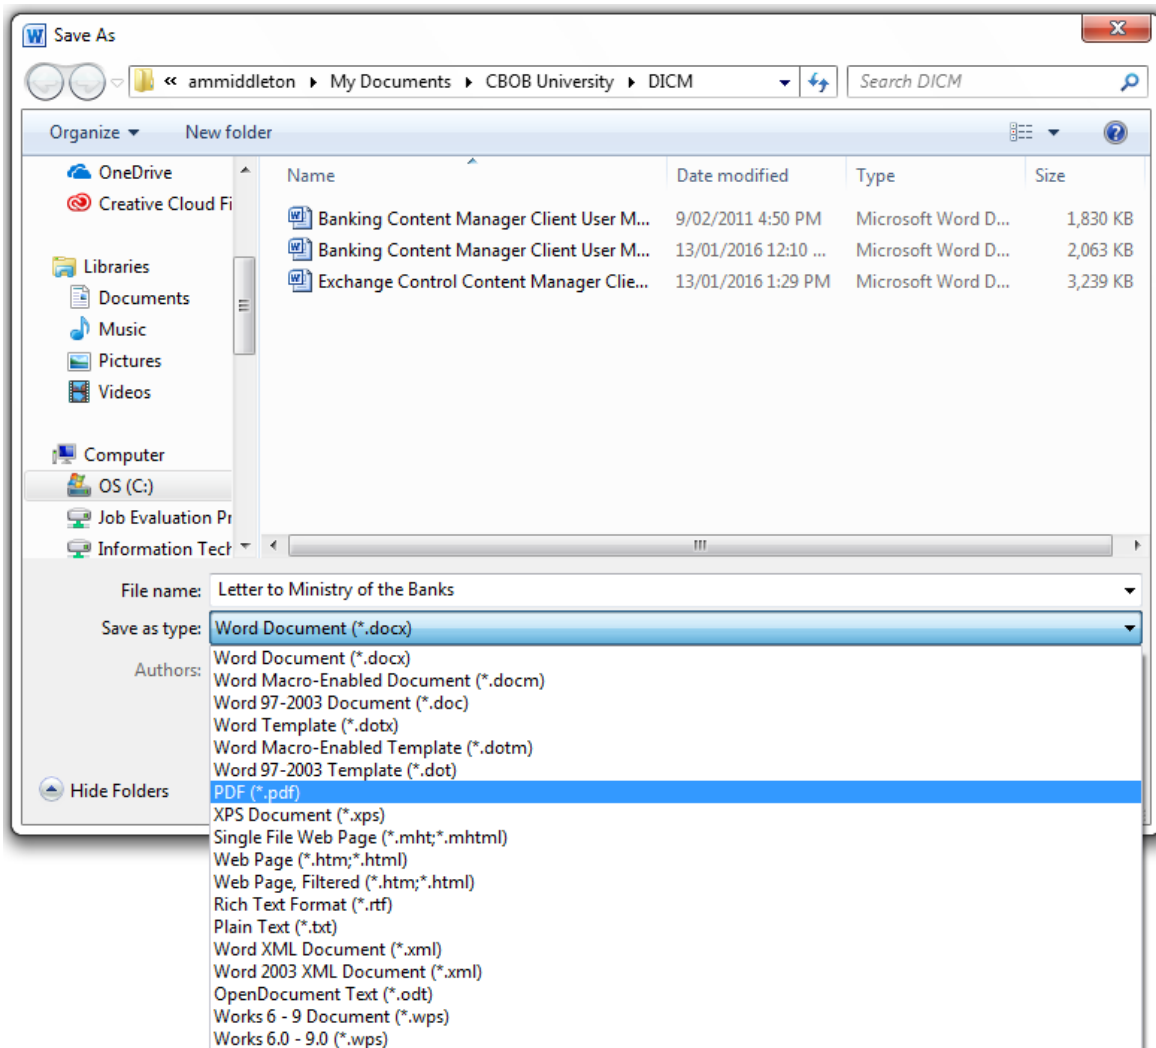 Save As
« ammiddleton ▸ My Documents ▸ CBOB University ▸ DICM
Search DICM
Organize
New folder
OneDrive
Creative Cloud Fi
Libraries
Documents
Music
Pictures
Videos
Computer
OS (C:)
Job Evaluation Pr
Information Tech
Name Date modified Type Size
Banking Content Manager Client User M... 9/02/2011 4:50 PM Microsoft Word D... 1,830 KB
Banking Content Manager Client User M... 13/01/2016 12:10 ... Microsoft Word D... 2,063 KB
Exchange Control Content Manager Clie... 13/01/2016 1:29 PM Microsoft Word D... 3,239 KB
File name: Letter to Ministry of the Banks
Save as type: Word Document (*.docx)
Authors:
Word Document (*.docx)
Word Macro-Enabled Document (*.docm)
Word 97-2003 Document (*.doc)
Word Template (*.dotx)
Word Macro-Enabled Template (*.dotm)
Word 97-2003 Template (*.dot)
PDF (*.pdf)
XPS Document (*.xps)
Single File Web Page (*.mht;*.mhtml)
Web Page (*.htm;*.html)
Web Page, Filtered (*.htm;*.html)
Rich Text Format (*.rtf)
Plain Text (*.txt)
Word XML Document (*.xml)
Word 2003 XML Document (*.xml)
OpenDocument Text (*.odt)
Works 6 - 9 Document (*.wps)
Works 6.0 - 9.0 (*.wps)
Hide Folders